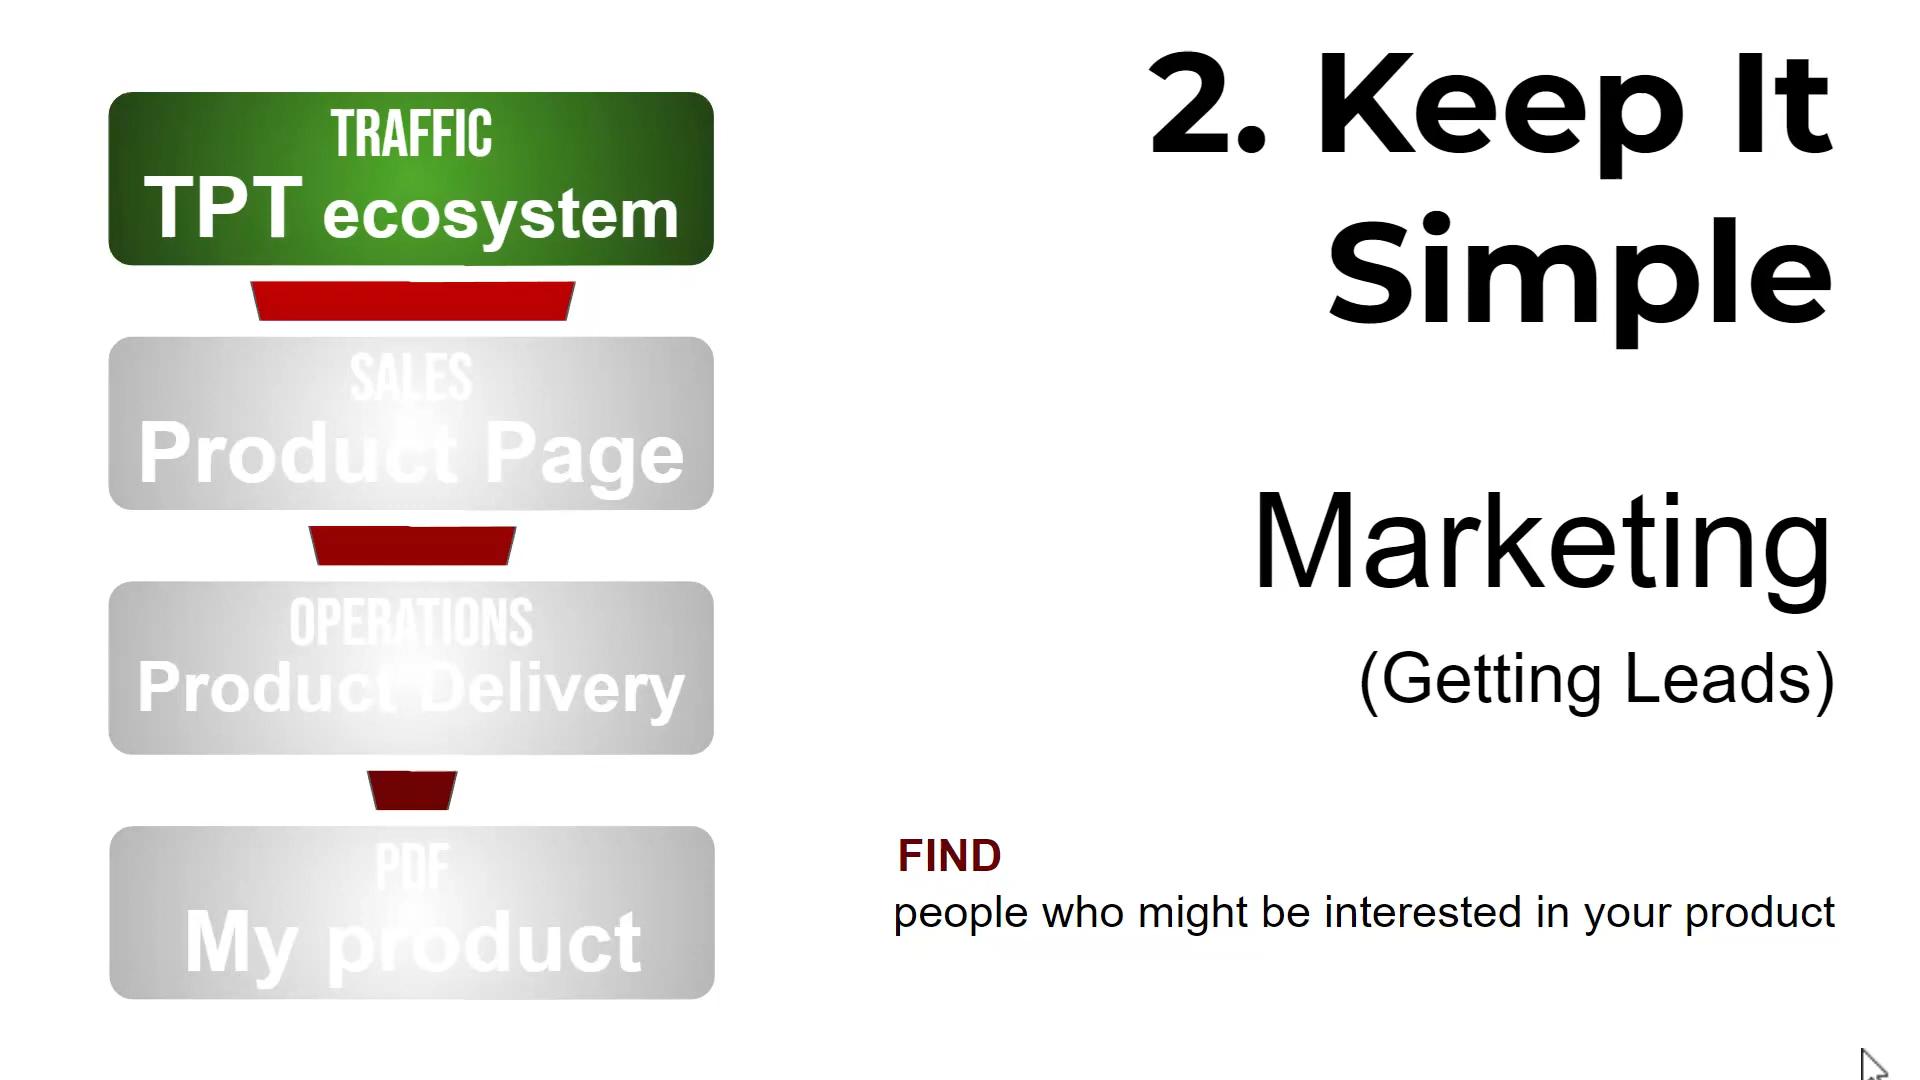 TRAFFIC
TPT ecosystem
SALES
Product Page
OPERATIONS
Product Delivery
PDF
My product
2. Keep It
Simple
Marketing
(Getting Leads)
FIND
people who might be interested in your product